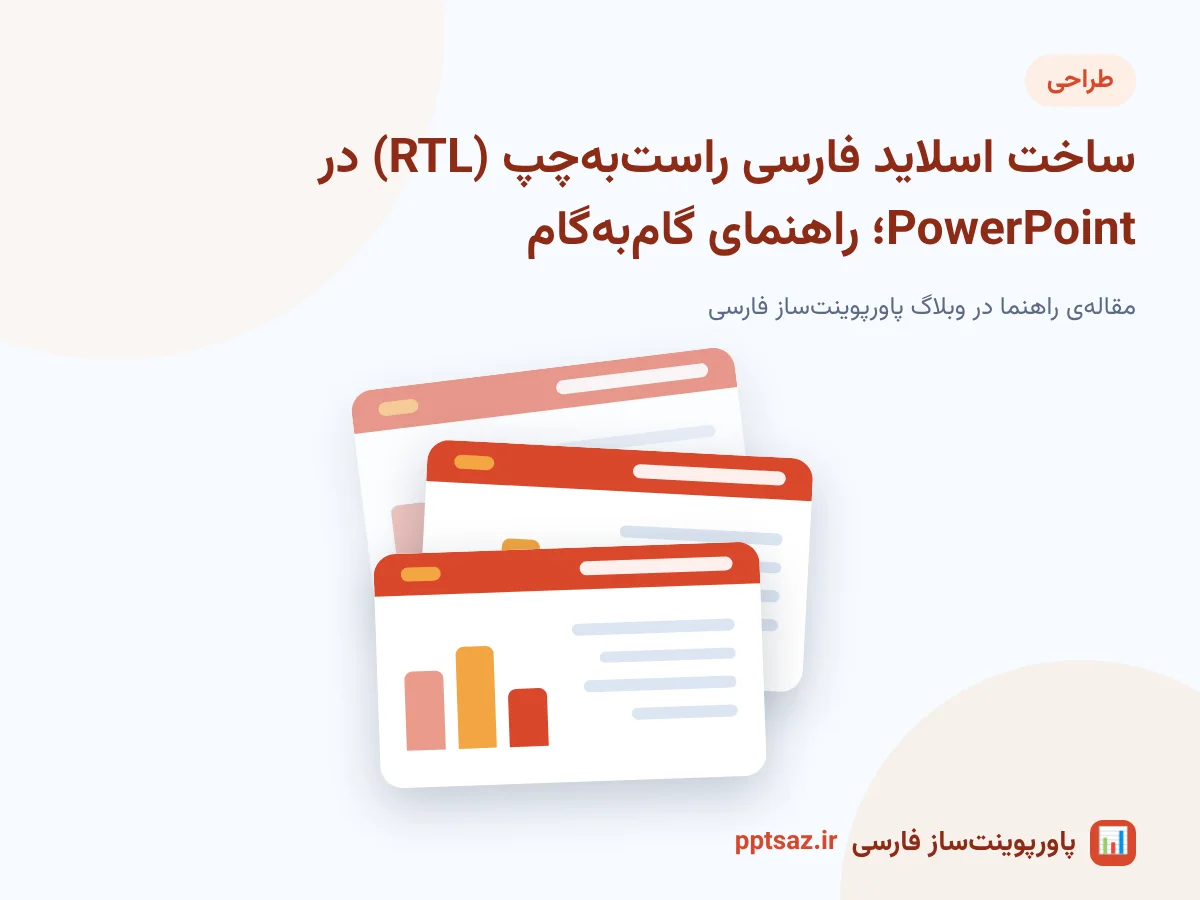 طراحی
ساخت اسلاید فارسی راست‌به‌چپ (RTL) در
PowerPoint؛ راهنمای گام‌به‌گام
مقاله‌ی راهنما در وبلاگ پاورپوینت‌ساز فارسی
پاورپوینت‌ساز فارسی pptsaz.ir